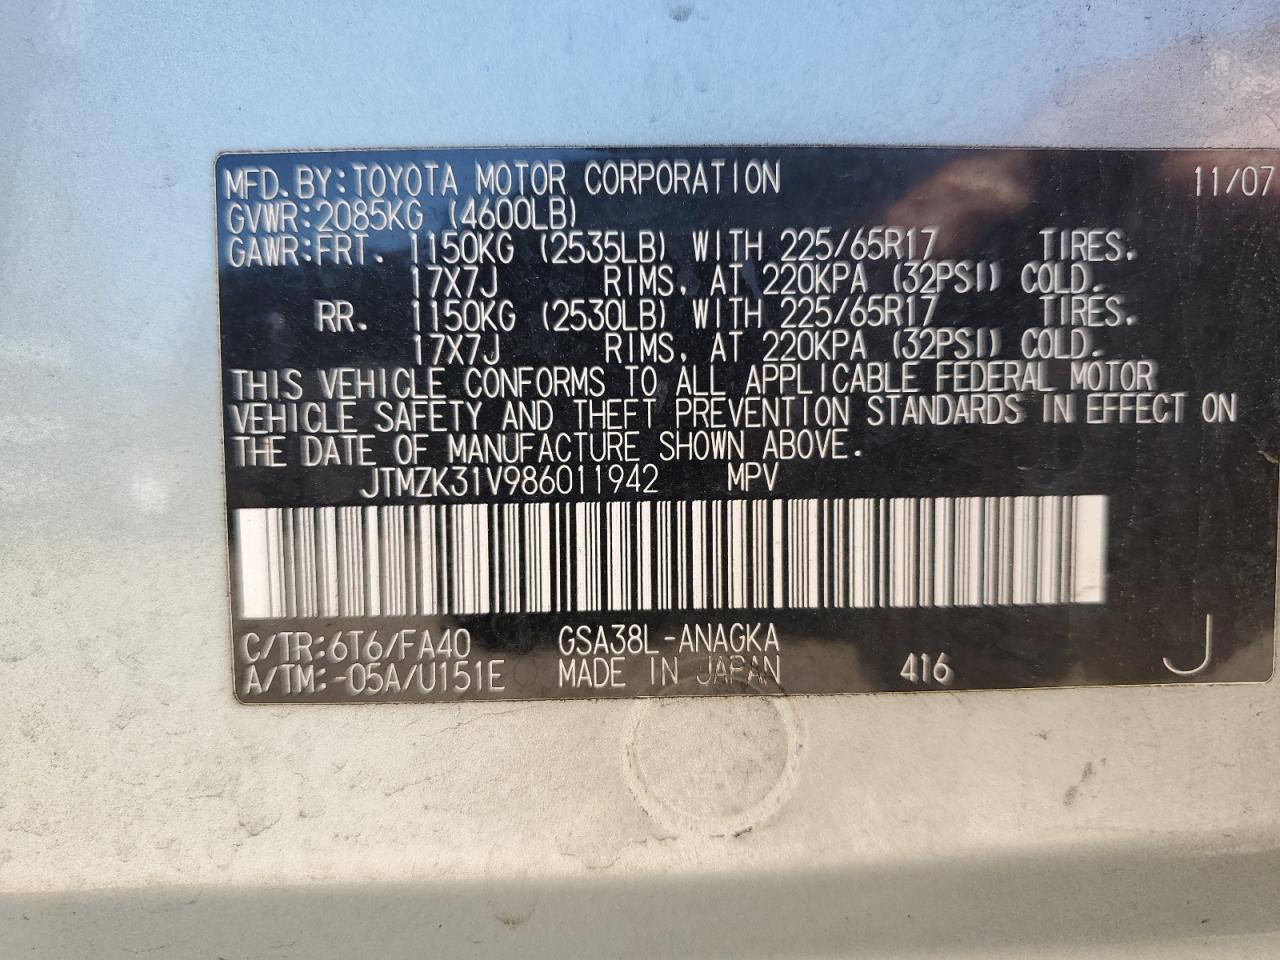 MFD. BY: TOYOTA MOTOR CORPORATION 11/07
GVWR: 2085KG (4600LB)
GAWR: FRT. 1150KG (2535LB) WITH 225/65R17 TIRES.
17X7J RIMS. AT 220KPA (32PSI) COLD.
RR. 1150KG (2530LB) WITH 225/65R17 TIRES.
17X7J RIMS. AT 220KPA (32PSI) COLD.
THIS VEHICLE CONFORMS TO ALL APPLICABLE FEDERAL MOTOR
VEHICLE SAFETY AND THEFT PREVENTION STANDARDS IN EFFECT ON
THE DATE OF MANUFACTURE SHOWN ABOVE.
JTMZK31V986011942 MPV
C/TR: 6T6/FA40 GSA38L-ANAGKA
A/TM: -05A/U151E MADE IN JAPAN 416 J